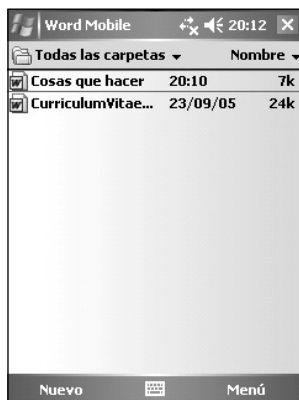 Word Mobile 20:12
Todas las carpetas Nombre
Cosas que hacer 20:10 7k
CurriculumVitae... 23/09/05 24k
Nuevo Menú